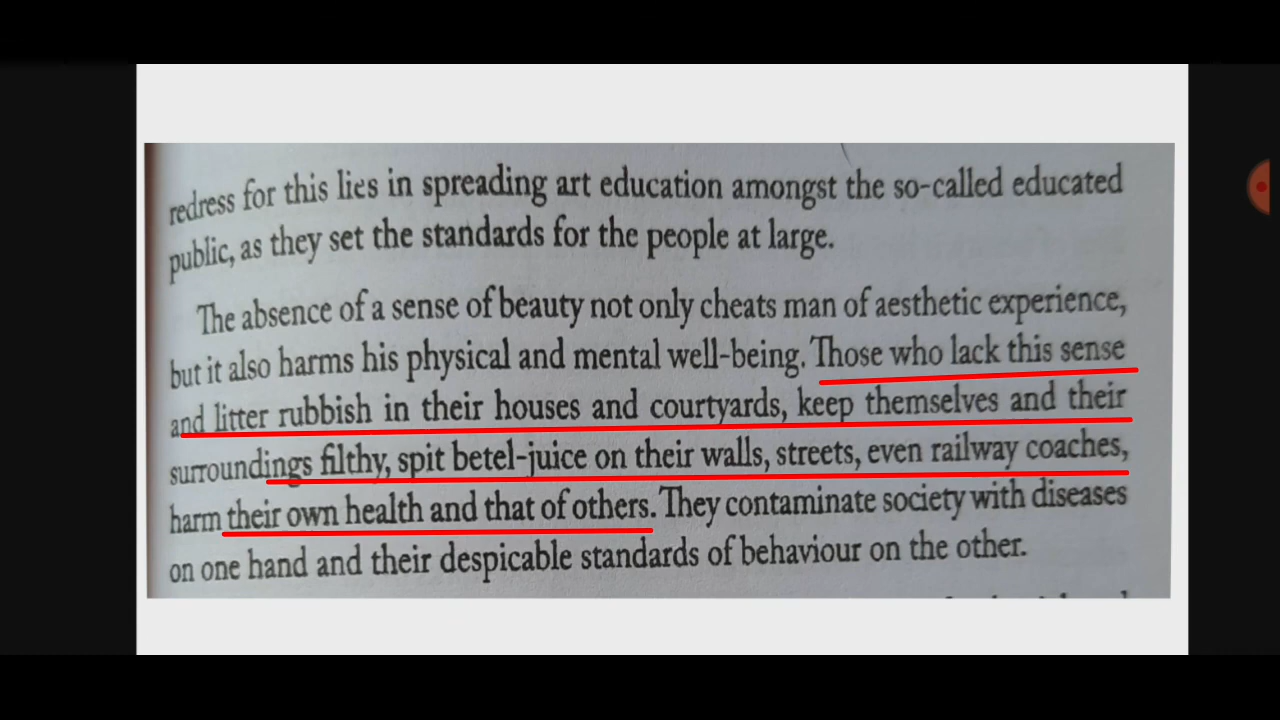 redress for this lies in spreading art education amongst the so-called educated
public, as they set the standards for the people at large.
The absence of a sense of beauty not only cheats man of aesthetic experience,
but it also harms his physical and mental well-being. Those who lack this sense
and litter rubbish in their houses and courtyards, keep themselves and their
surroundings filthy, spit betel-juice on their walls, streets, even railway coaches,
harm their own health and that of others. They contaminate society with diseases
on one hand and their despicable standards of behaviour on the other.